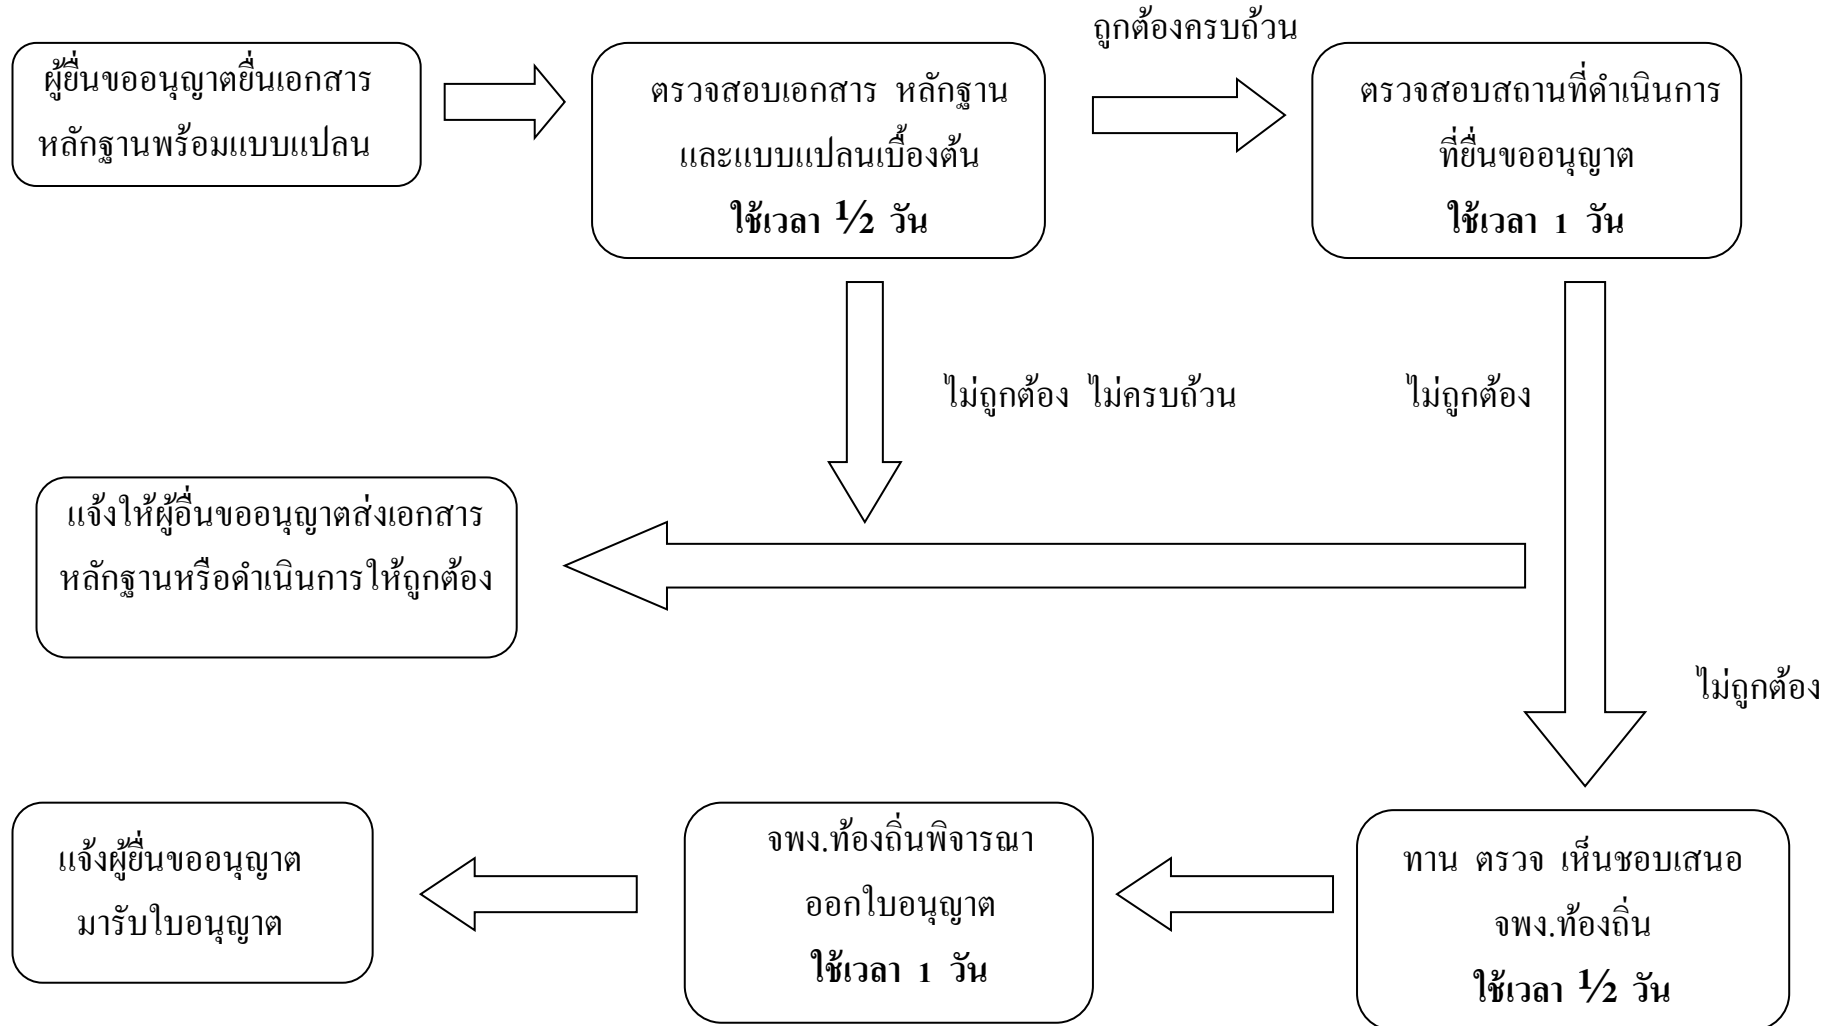 ถูกต้องครบถ้วน
ผู้ยื่นขออนุญาตยื่นเอกสาร
หลักฐานพร้อมแบบแปลน
ตรวจสอบเอกสาร หลักฐาน
และแบบแปลนเบื้องต้น
ใช้เวลา ½ วัน
ตรวจสอบสถานที่ดำเนินการ
ที่ยื่นขออนุญาต
ใช้เวลา 1 วัน
ไม่ถูกต้อง ไม่ครบถ้วน
ไม่ถูกต้อง
แจ้งให้ผู้อื่นขออนุญาตส่งเอกสาร
หลักฐานหรือดำเนินการให้ถูกต้อง
ไม่ถูกต้อง
แจ้งผู้ยื่นขออนุญาต
มารับใบอนุญาต
จพง.ท้องถิ่นพิจารณา
ออกใบอนุญาต
ใช้เวลา 1 วัน
ทาน ตรวจ เห็นชอบเสนอ
จพง.ท้องถิ่น
ใช้เวลา ½ วัน